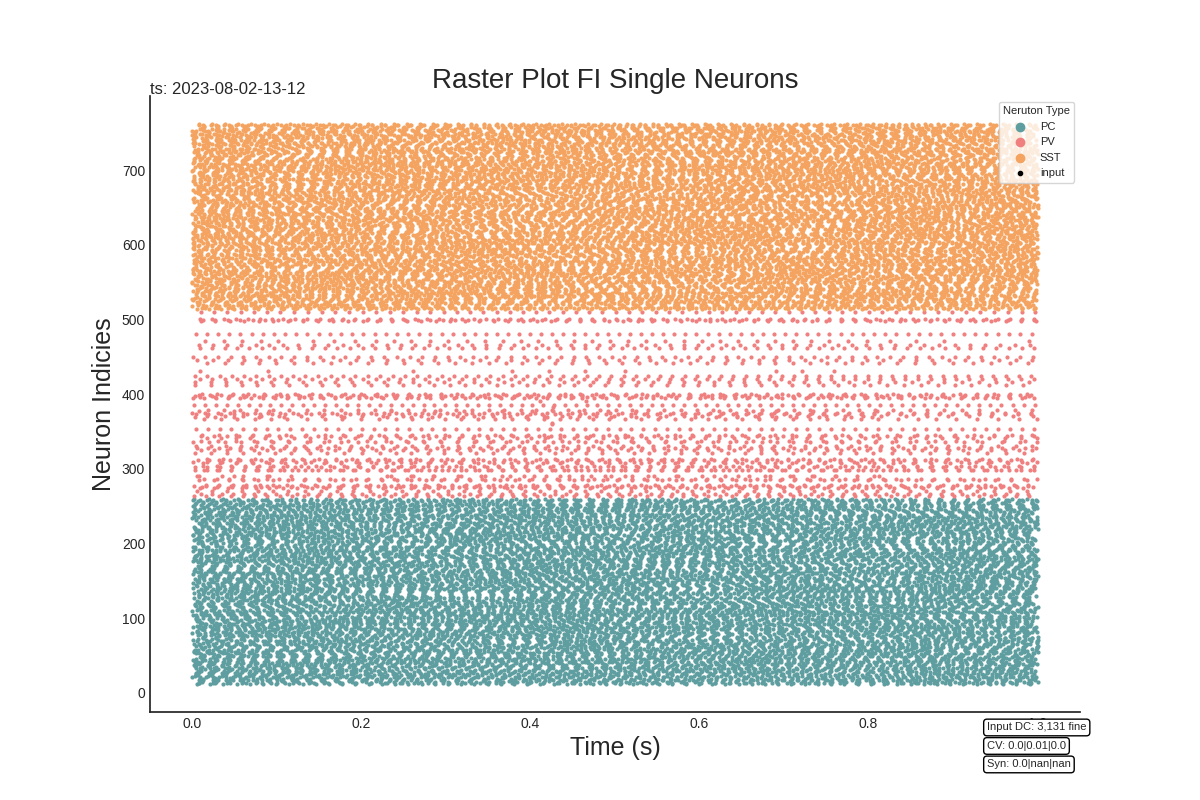 Raster Plot FI Single Neurons
ts: 2023-08-02-13-12
Neruton Type
PC
PV
SST
input
Neuron Indicies
700
600
500
400
300
200
100
0
0.0 0.2 0.4 0.6 0.8
Time (s)
Input DC: 3,131 fine
CV: 0.0|0.01|0.0
Syn: 0.0|nan|nan